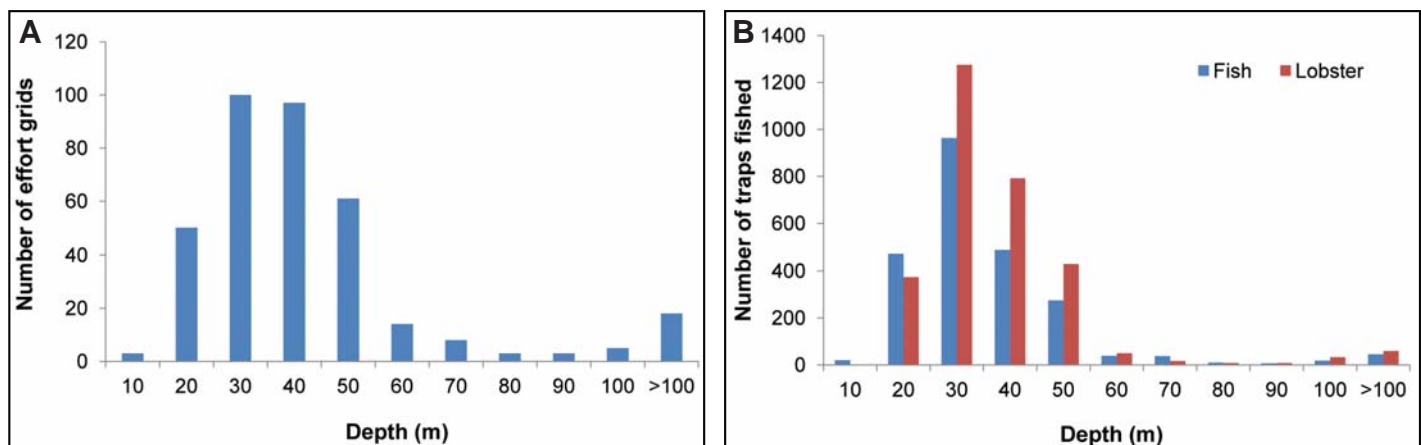 A
120
100
80
60
40
20
0
Number of effort grids
10 20 30 40 50 60 70 80 90 100 >100
Depth (m)
B
1400
1200
1000
800
600
400
200
0
Number of traps fished
Fish Lobster
10 20 30 40 50 60 70 80 90 100 >100
Depth (m)